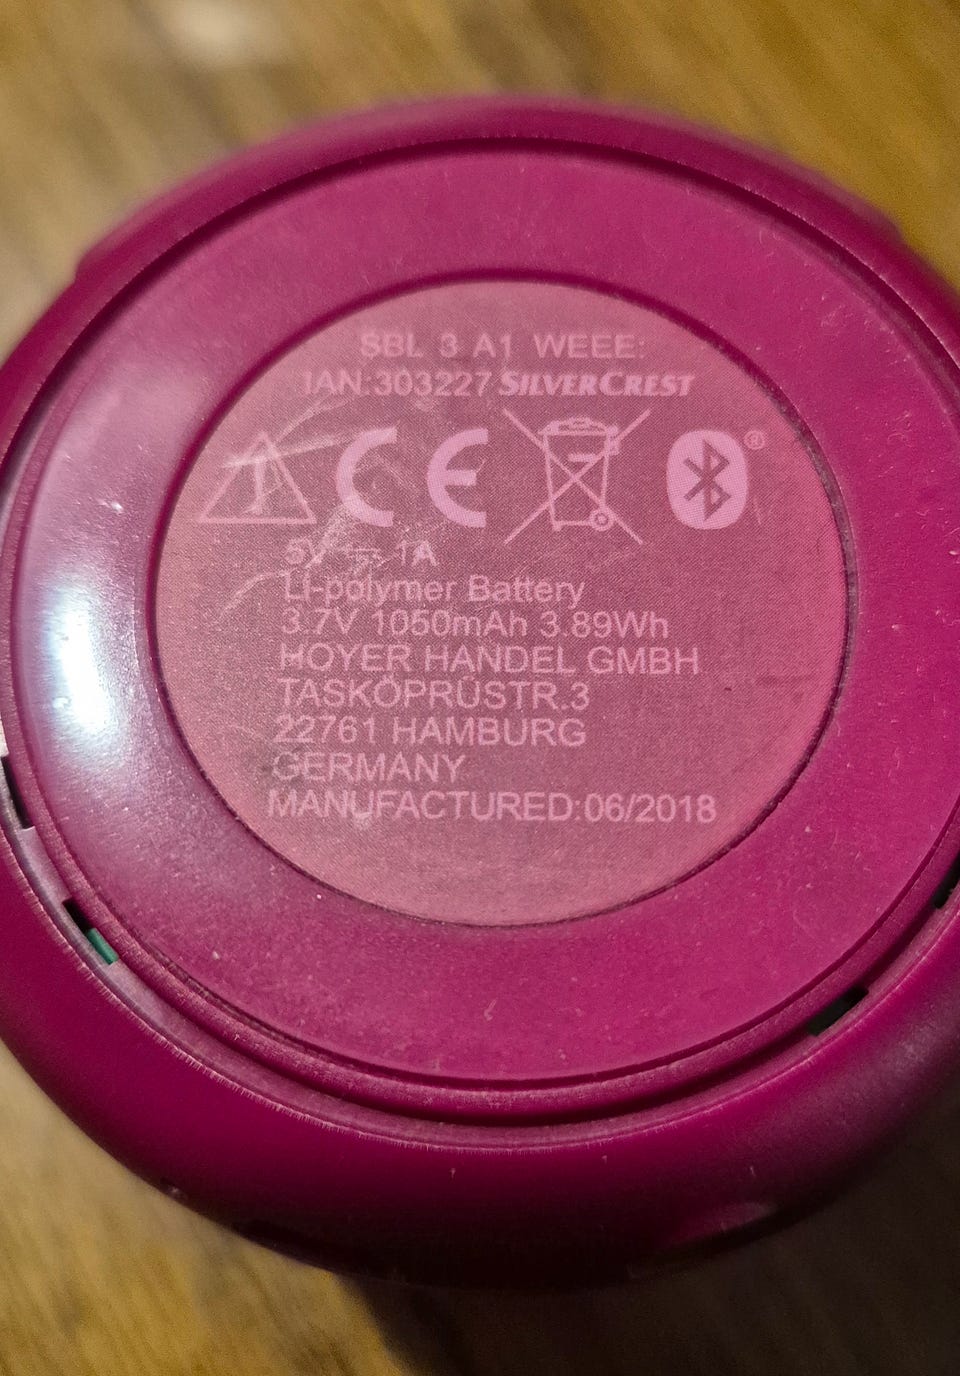 SBL 3 A1 WEEE:
IAN:303227 SILVERCREST
CE ®
5V ⎓ 1A
Li-polymer Battery
3.7V 1050mAh 3.89Wh
HOYER HANDEL GMBH
TASKÖPRÜSTR.3
22761 HAMBURG
GERMANY
MANUFACTURED:06/2018